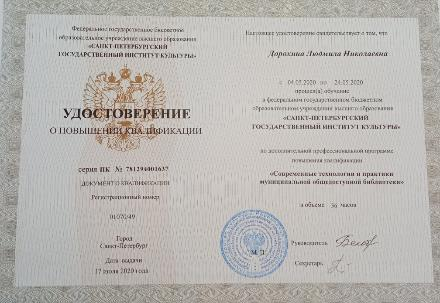 Федеральное государственное бюджетное
образовательное учреждение высшего образования
«САНКТ-ПЕТЕРБУРГСКИЙ
ГОСУДАРСТВЕННЫЙ ИНСТИТУТ КУЛЬТУРЫ»
УДОСТОВЕРЕНИЕ
О ПОВЫШЕНИИ КВАЛИФИКАЦИИ
серия ПК № 781294001637
ДОКУМЕНТ О КВАЛИФИКАЦИИ
Регистрационный номер
01070/49
Город
Санкт-Петербург
Дата выдачи
17 июля 2020 года
Настоящее удостоверение свидетельствует о том, что
Дорохина Людмила Николаевна
с 04.05.2020 по 24.05.2020
прошел(а) обучение
в федеральном государственном бюджетном
образовательном учреждении высшего образования
«САНКТ-ПЕТЕРБУРГСКИЙ
ГОСУДАРСТВЕННЫЙ ИНСТИТУТ КУЛЬТУРЫ»
по дополнительной профессиональной программе
повышения квалификации
«Современные технологии и практики
муниципальной общедоступной библиотеки»
в объеме 36 часов
Руководитель
М.П.
Секретарь